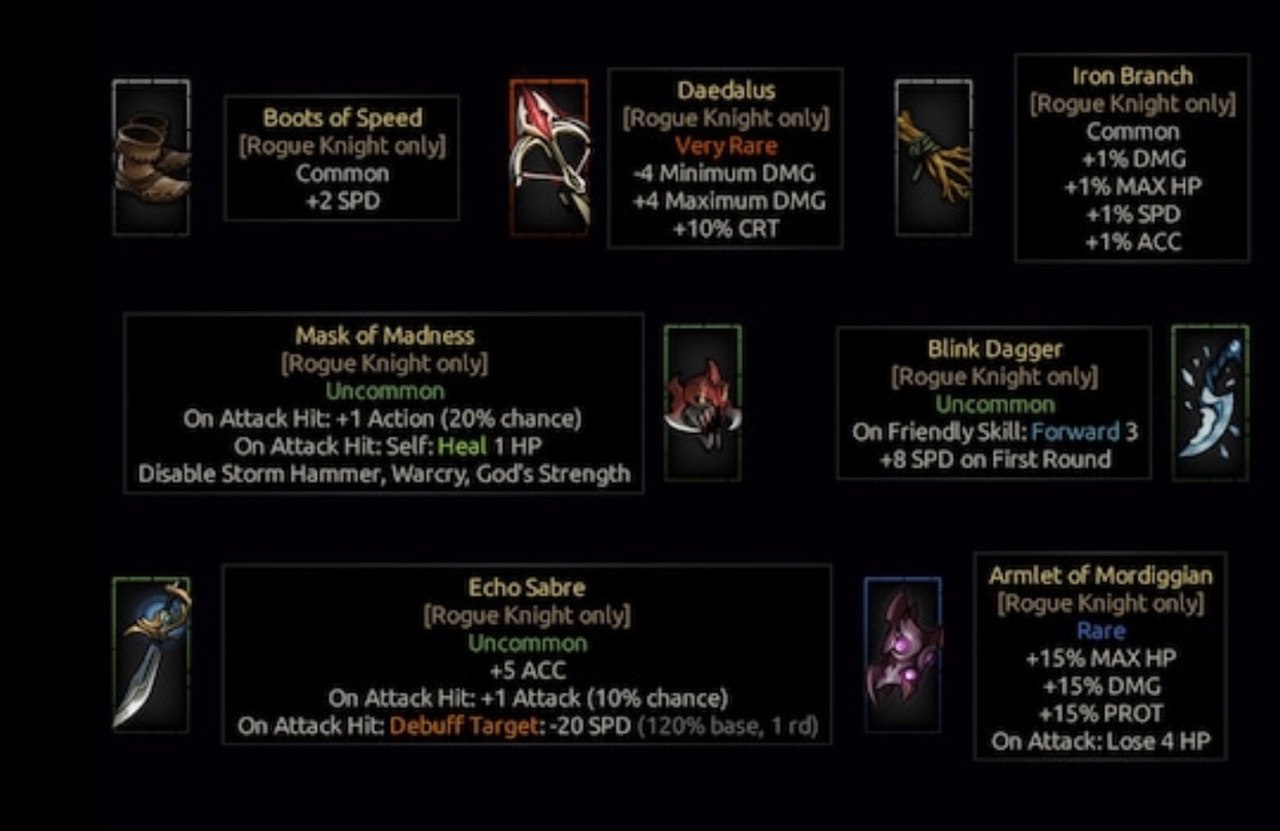 Boots of Speed
[Rogue Knight only]
Common
+2 SPD
Daedalus
[Rogue Knight only]
Very Rare
-4 Minimum DMG
+4 Maximum DMG
+10% CRT
Iron Branch
[Rogue Knight only]
Common
+1% DMG
+1% MAX HP
+1% SPD
+1% ACC
Mask of Madness
[Rogue Knight only]
Uncommon
On Attack Hit: +1 Action (20% chance)
On Attack Hit: Self: Heal 1 HP
Disable Storm Hammer, Warcry, God's Strength
Blink Dagger
[Rogue Knight only]
Uncommon
On Friendly Skill: Forward 3
+8 SPD on First Round
Echo Sabre
[Rogue Knight only]
Uncommon
+5 ACC
On Attack Hit: +1 Attack (10% chance)
On Attack Hit: Debuff Target: -20 SPD (120% base, 1 rd)
Armlet of Mordiggian
[Rogue Knight only]
Rare
+15% MAX HP
+15% DMG
+15% PROT
On Attack: Lose 4 HP